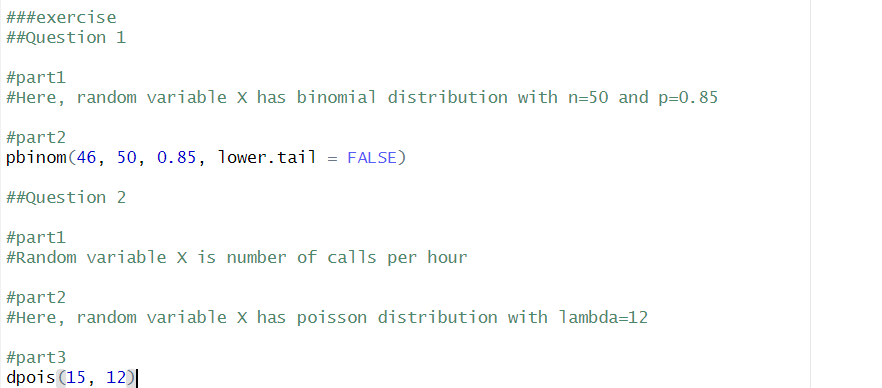 ###exercise
##Question 1
#part1
#Here, random variable X has binomial distribution with n=50 and p=0.85
#part2
pbinom(46, 50, 0.85, lower.tail = FALSE)
##Question 2
#part1
#Random variable X is number of calls per hour
#part2
#Here, random variable X has poisson distribution with lambda=12
#part3
dpois(15, 12)